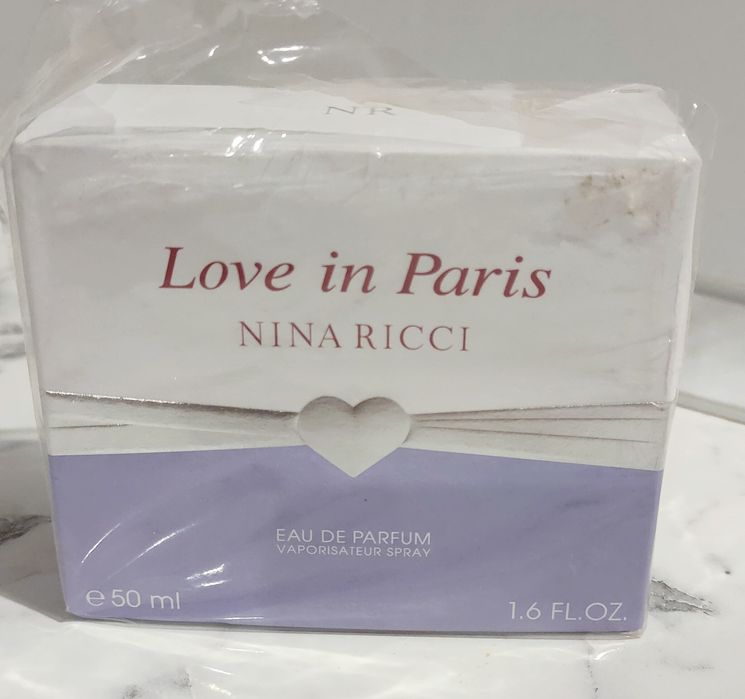 NR
Love in Paris
NINA RICCI
EAU DE PARFUM
VAPORISATEUR SPRAY
℮ 50 ml
1.6 FL.OZ.